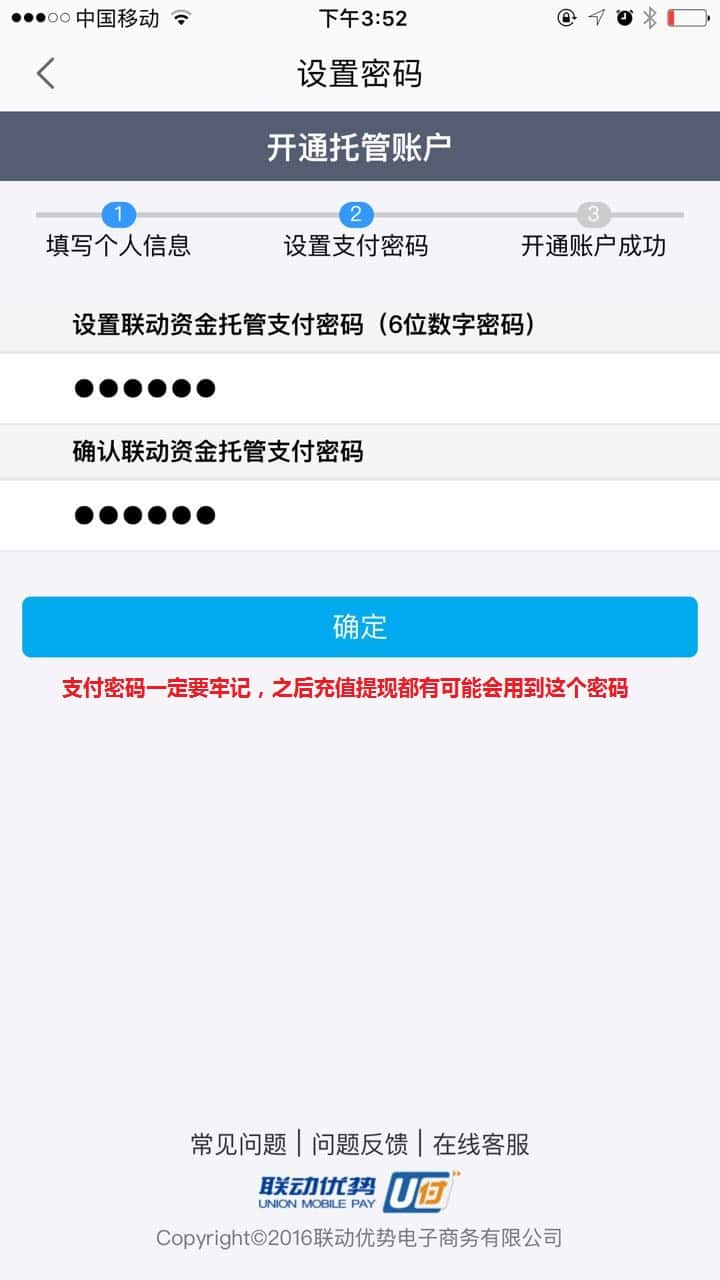 中国移动 下午3:52
设置密码
开通托管账户
1 2 3
填写个人信息 设置支付密码 开通账户成功
设置联动资金托管支付密码（6位数字密码）
●●●●●●
确认联动资金托管支付密码
●●●●●●
确定
支付密码一定要牢记，之后充值提现都有可能会用到这个密码
常见问题 | 问题反馈 | 在线客服
联动优势 U付
UNION MOBILE PAY
Copyright©2016联动优势电子商务有限公司